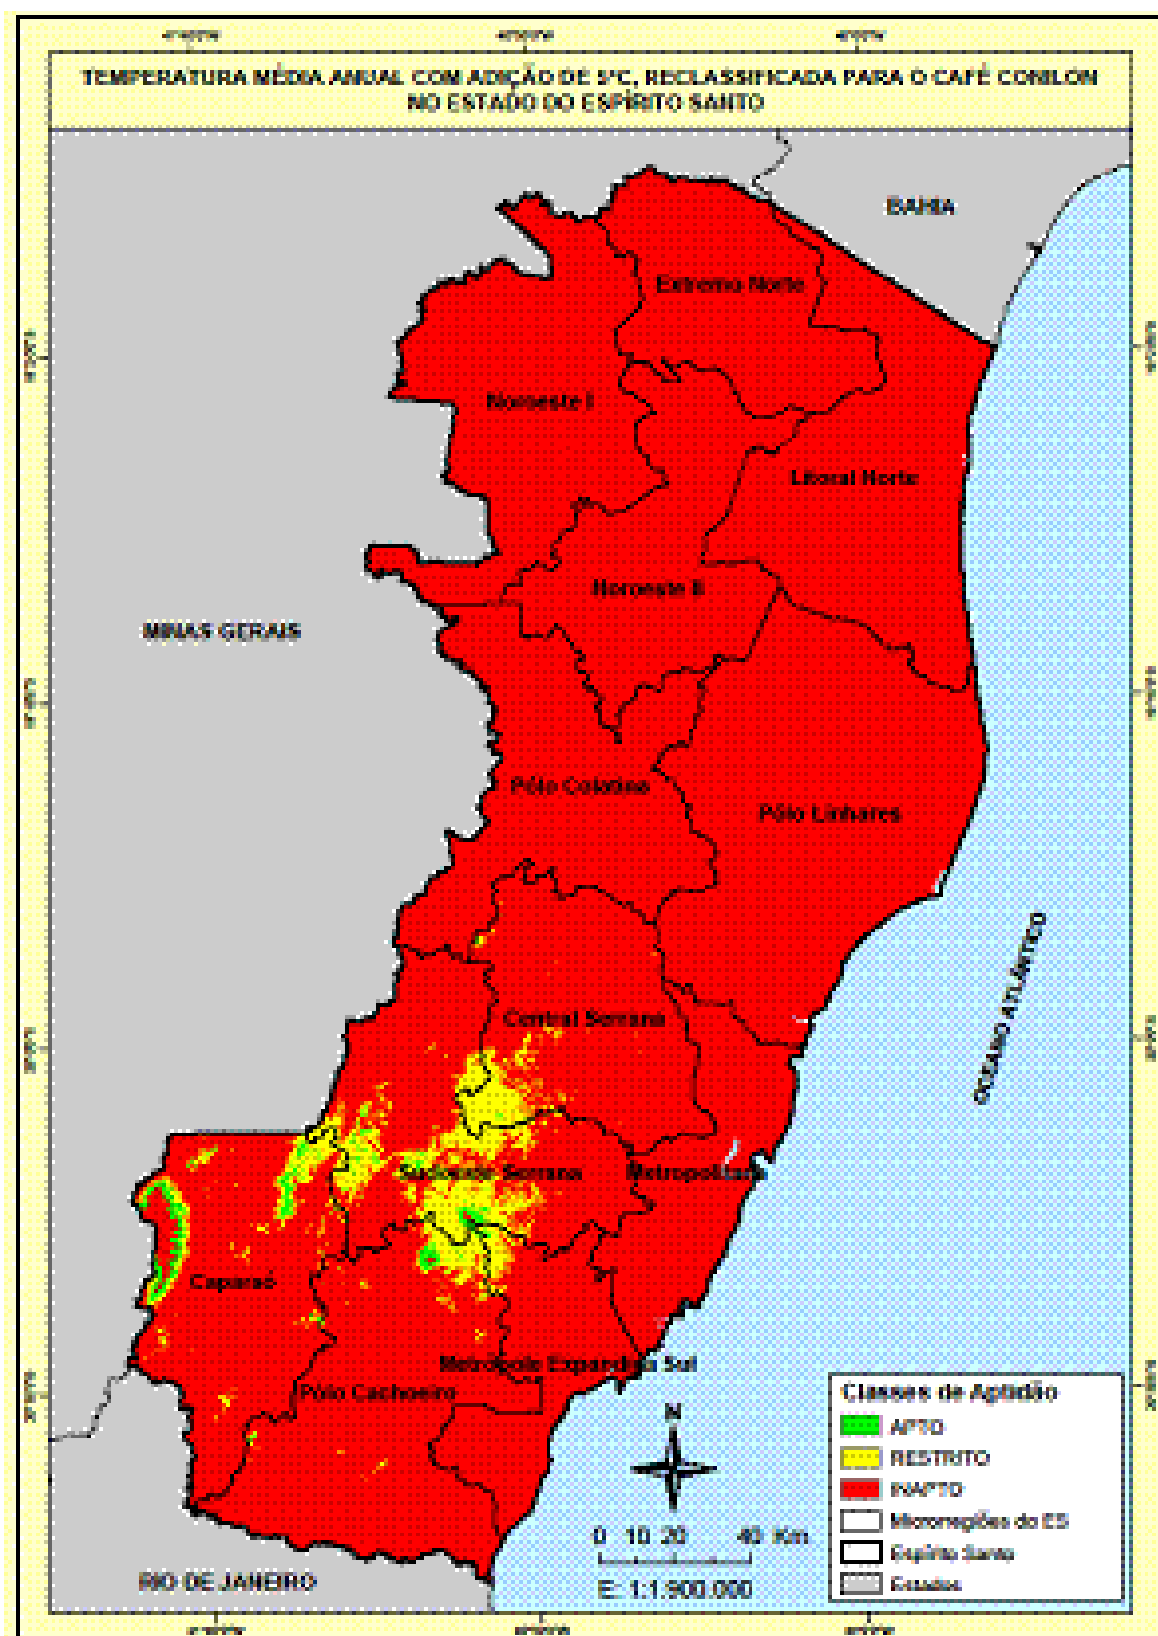 TEMPERATURA MÉDIA ANUAL COM ADIÇÃO DE 5°C, RECLASSIFICADA PARA O CAFÉ CONILON
NO ESTADO DO ESPÍRITO SANTO
BAHIA
Extremo Norte
Noroeste I
Litoral Norte
Noroeste II
MINAS GERAIS
Pólo Colatina
Pólo Linhares
OCEANO ATLÂNTICO
Central Serrana
Sudoeste Serrana
Metropolitana
Caparaó
Metrópole Expandida Sul
Pólo Cachoeiro
RIO DE JANEIRO
N
0 10 20 40 Km
E: 1:1.900.000
Classes de Aptidão
APTO
RESTRITO
INAPTO
Microrregiões do ES
Espírito Santo
Estados